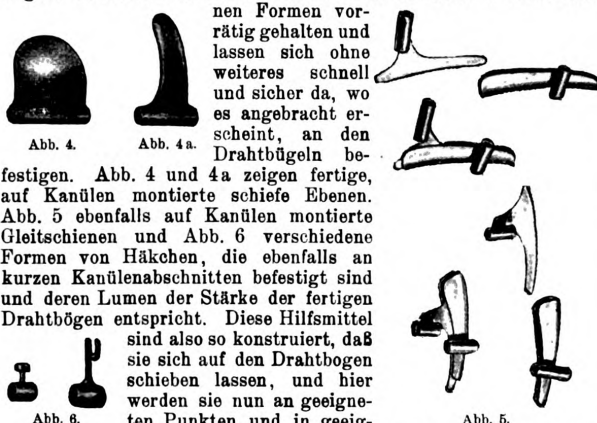 nen Formen vor-
rätig gehalten und
lassen sich ohne
weiteres schnell
und sicher da, wo
es angebracht er-
scheint, an den
Drahtbügeln be-
Abb. 4.
Abb. 4a.
festigen. Abb. 4 und 4a zeigen fertige,
auf Kanülen montierte schiefe Ebenen.
Abb. 5 ebenfalls auf Kanülen montierte
Gleitschienen und Abb. 6 verschiedene
Formen von Häkchen, die ebenfalls an
kurzen Kanülenabschnitten befestigt sind
und deren Lumen der Stärke der fertigen
Drahtbögen entspricht. Diese Hilfsmittel
sind also so konstruiert, daß
sie sich auf den Drahtbogen
schieben lassen, und hier
werden sie nun an geeigne-
ten Punkten und in geeig-
Abb. 6.
Abb. 5.